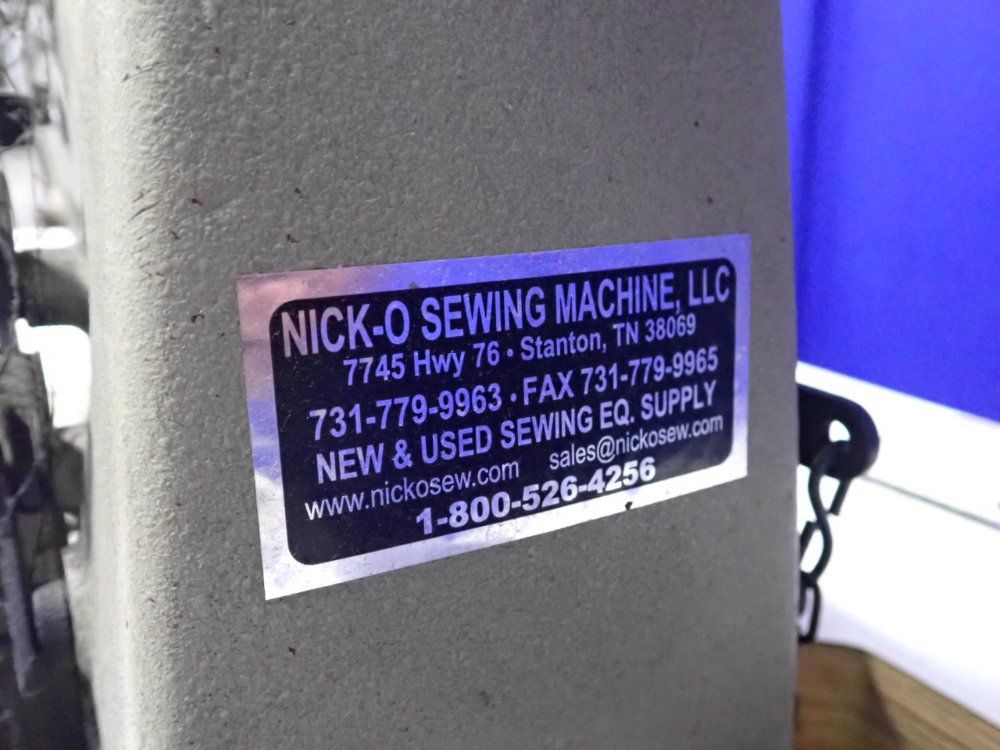 NICK-O SEWING MACHINE, LLC
7745 Hwy 76 • Stanton, TN 38069
731-779-9963 • FAX 731-779-9965
NEW & USED SEWING EQ. SUPPLY
www.nickosew.com sales@nickosew.com
1-800-526-4256